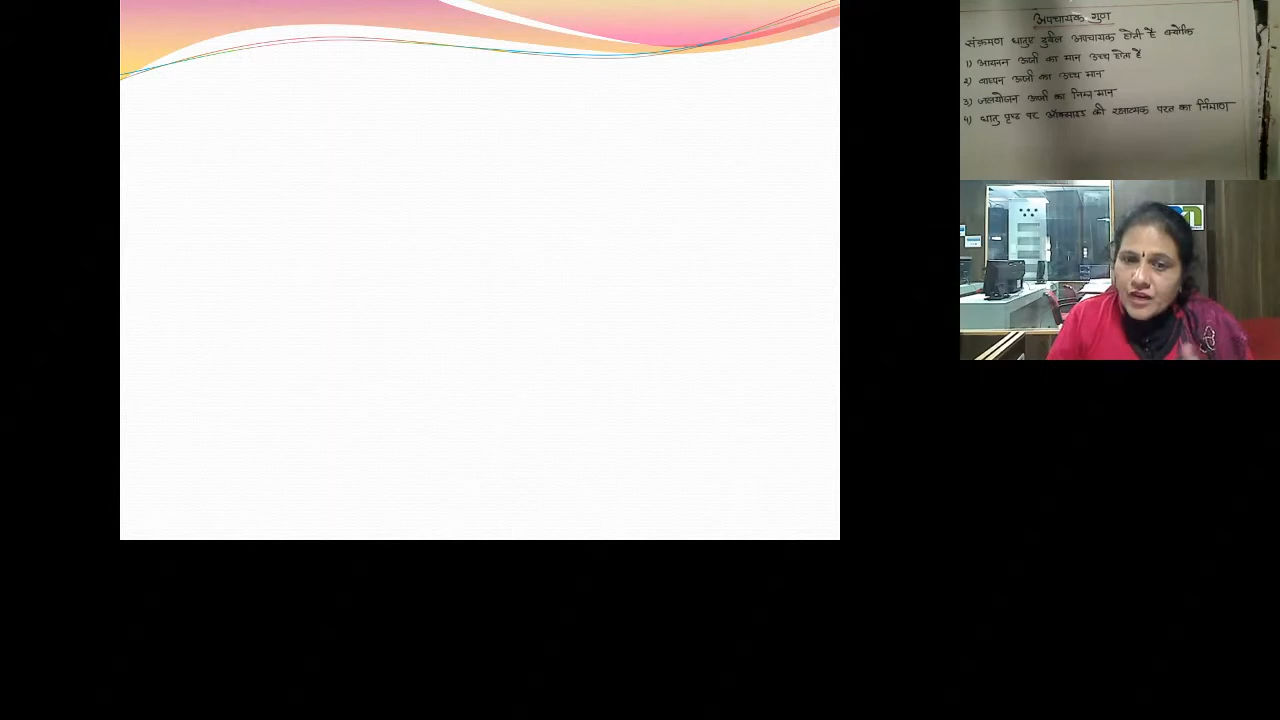 अपचायक गुण
संक्रमण धातुए दुर्बल अपचायक होती है क्योंकि
1) आयनन ऊर्जा का मान उच्च होता है
2) वाष्पन ऊर्जा का उच्च मान
3) जलयोजन ऊर्जा का निम्न मान
4) धातु पृष्ठ पर ऑक्साइड की रक्षात्मक परत का निर्माण